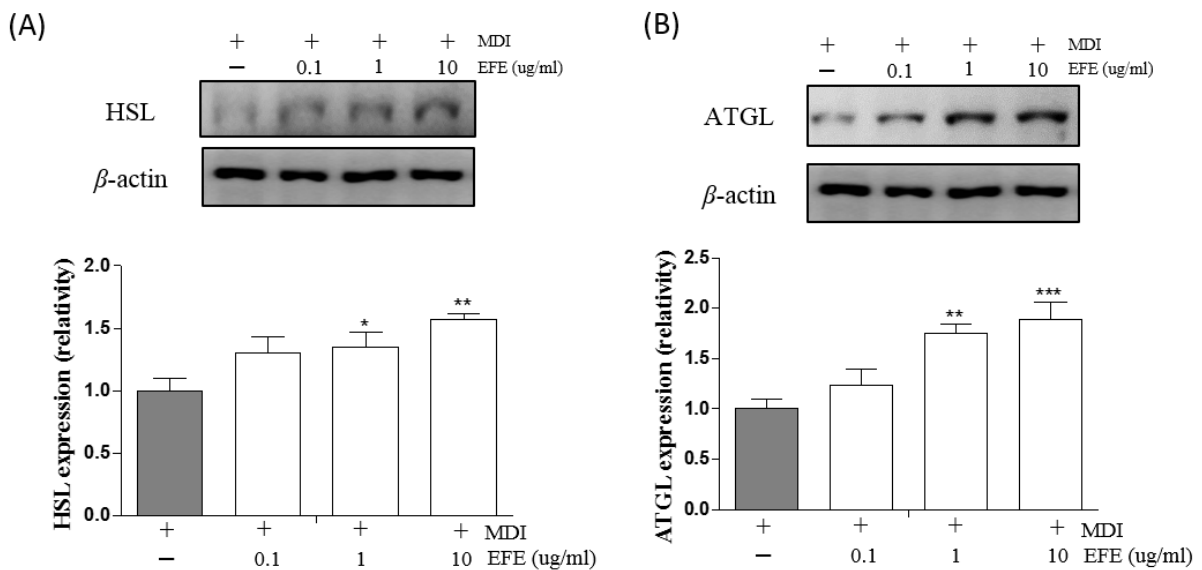 (A)
+ + + + MDI
− 0.1 1 10 EFE (ug/ml)
HSL
β-actin
HSL expression (relativity)
2.0
1.5
1.0
0.5
0.0
* **
+ + + + MDI
− 0.1 1 10 EFE (ug/ml)
(B)
+ + + + MDI
− 0.1 1 10 EFE (ug/ml)
ATGL
β-actin
ATGL expression (relativity)
2.5
2.0
1.5
1.0
0.5
0.0
** ***
+ + + + MDI
− 0.1 1 10 EFE (ug/ml)